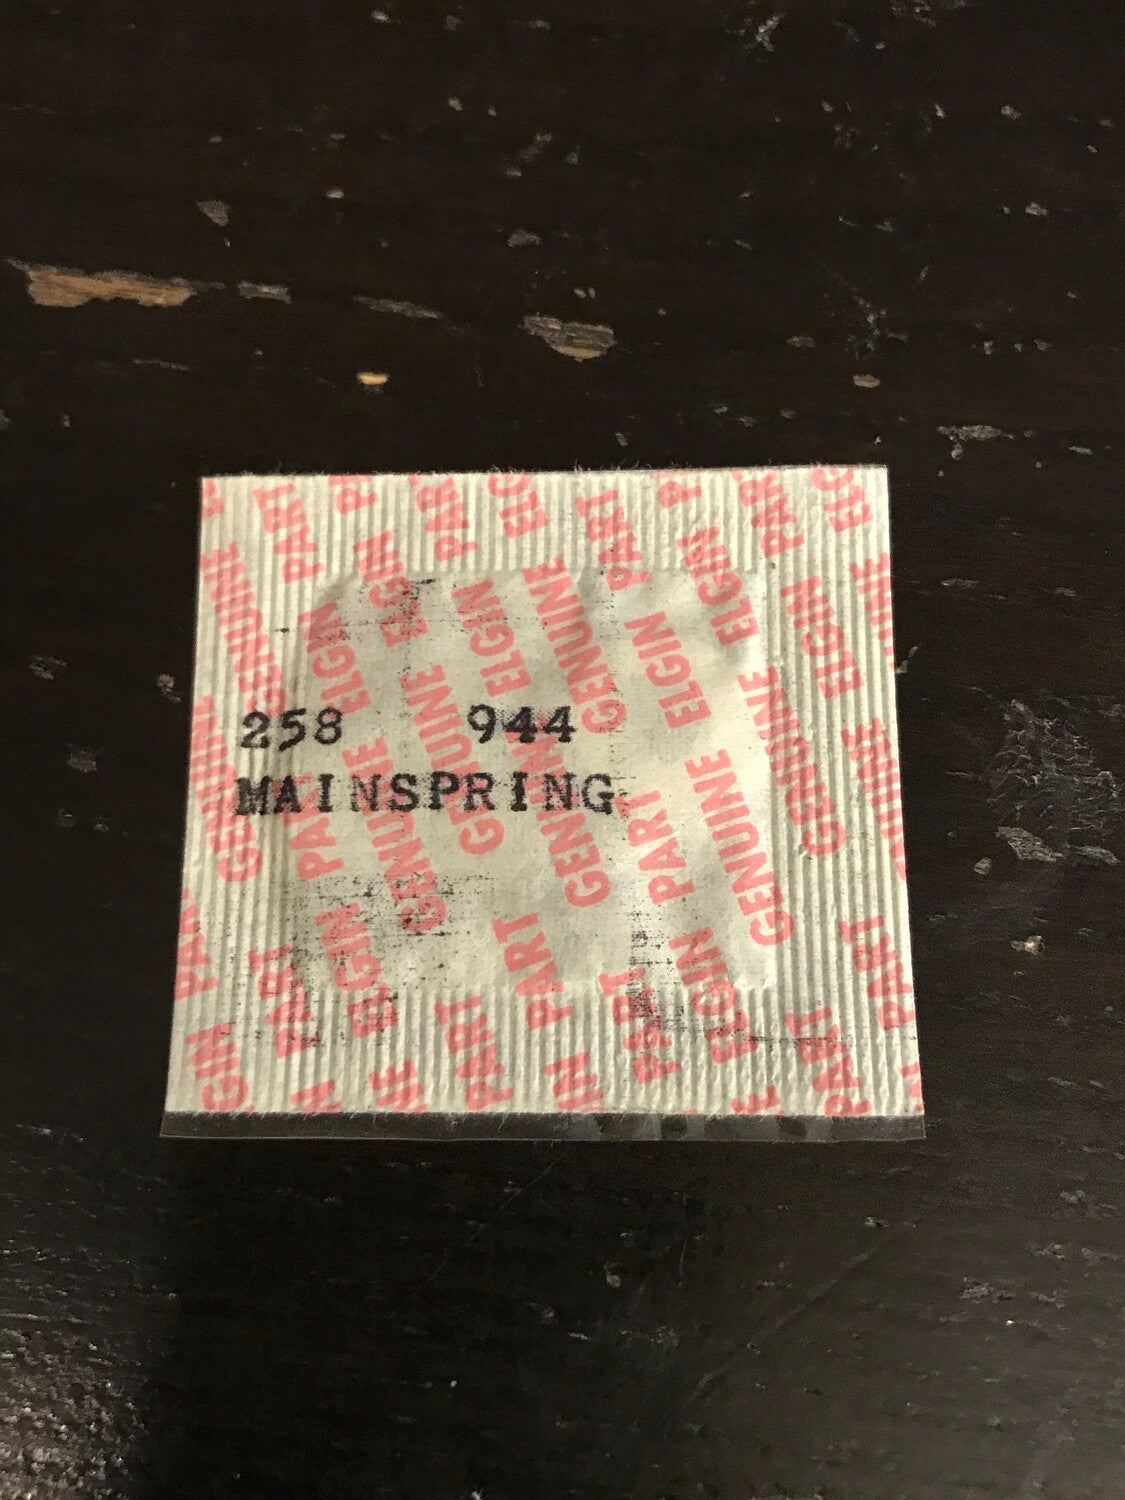 258 944
MAINSPRING
GENUINE ELGIN PART